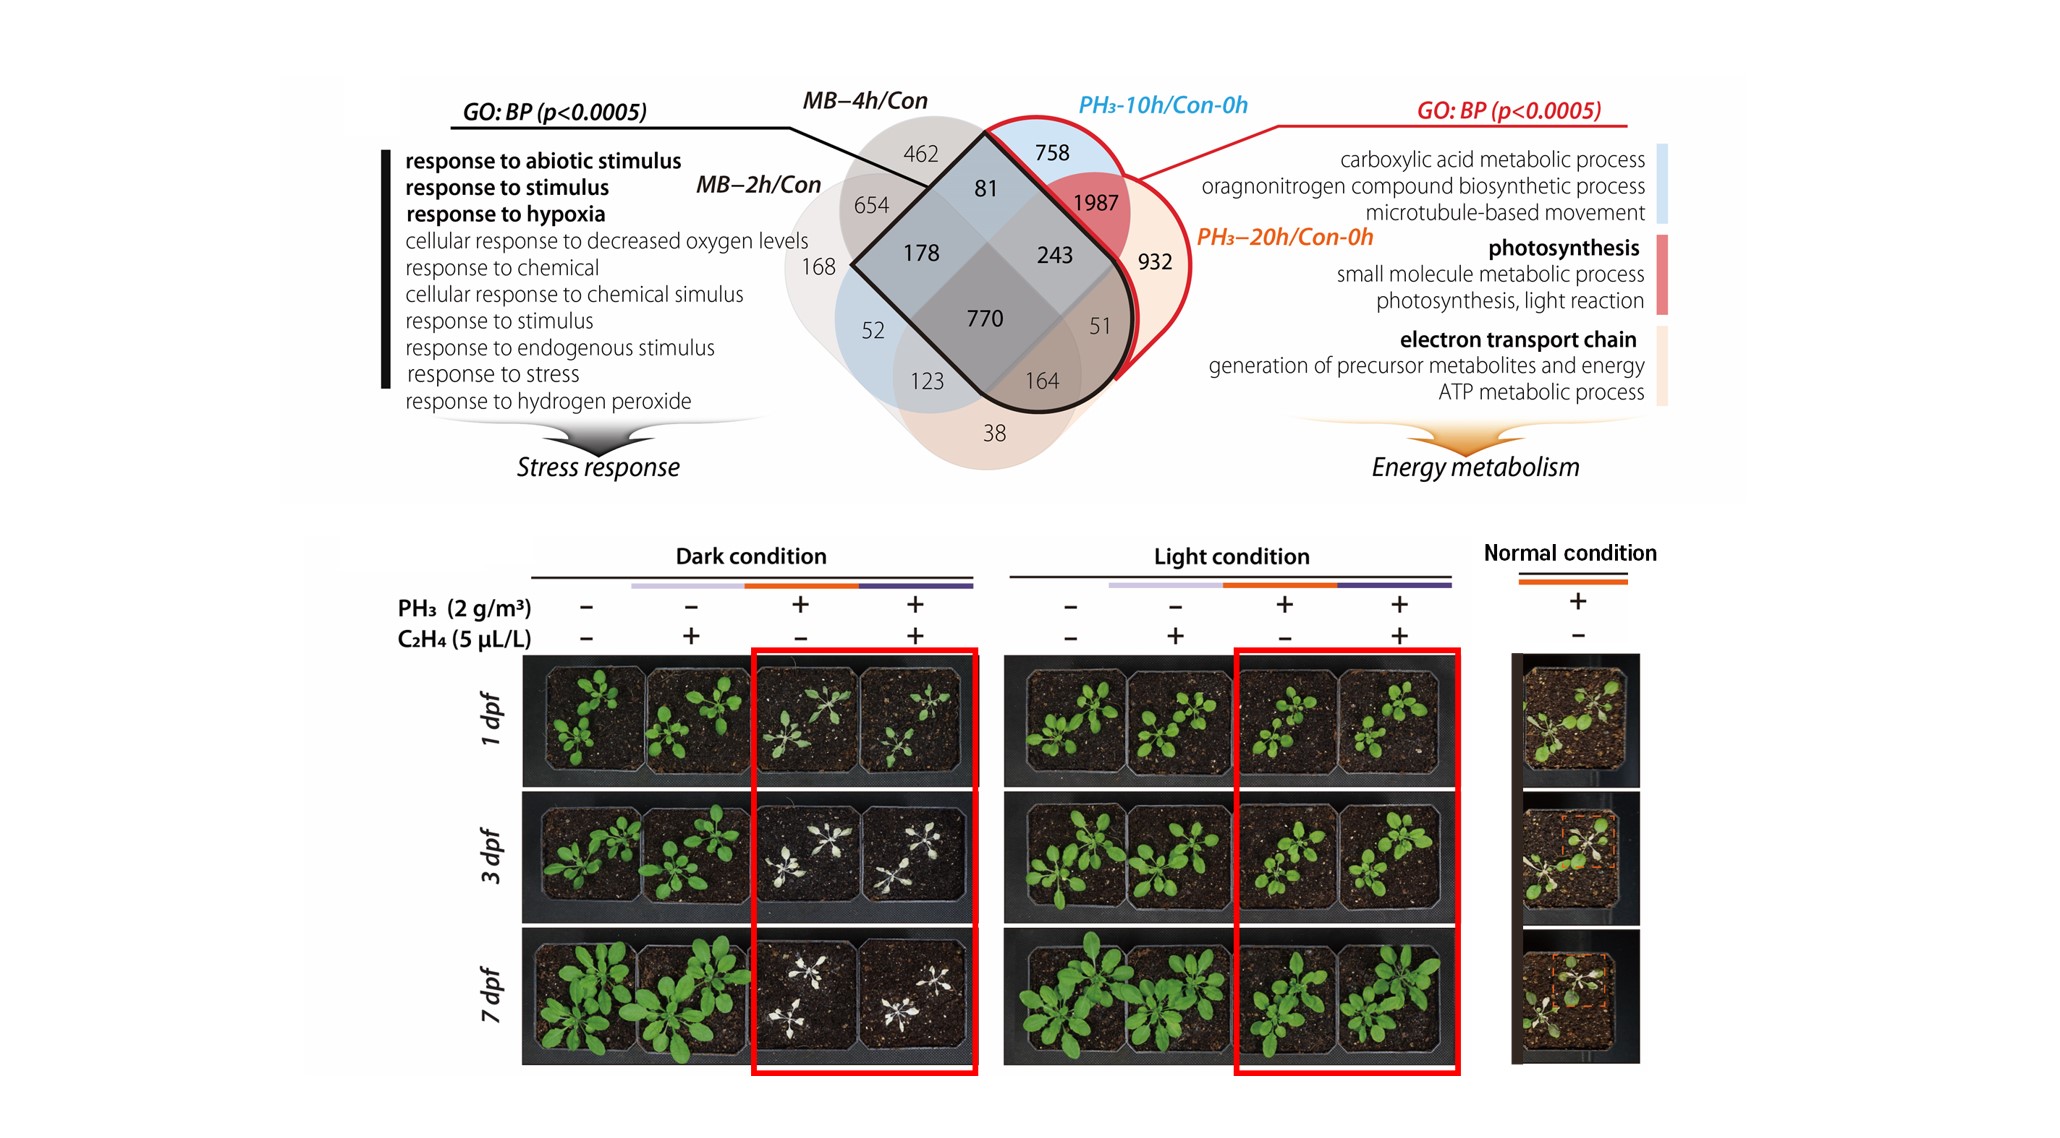 GO: BP (p<0.0005)
MB–4h/Con
PH₃-10h/Con-0h
GO: BP (p<0.0005)
response to abiotic stimulus
response to stimulus
response to hypoxia
cellular response to decreased oxygen levels
response to chemical
cellular response to chemical simulus
response to stimulus
response to endogenous stimulus
response to stress
response to hydrogen peroxide
Stress response
MB–2h/Con
462
758
81
654
1987
178
243
168
932
770
52
51
123
164
38
PH₃–20h/Con-0h
carboxylic acid metabolic process
oragnonitrogen compound biosynthetic process
microtubule-based movement
photosynthesis
small molecule metabolic process
photosynthesis, light reaction
electron transport chain
generation of precursor metabolites and energy
ATP metabolic process
Energy metabolism
Dark condition
Light condition
Normal condition
PH₃ (2 g/m³) – – + + – – + + +
C₂H₄ (5 µL/L) – + – + – + – + –
1 dpf
3 dpf
7 dpf